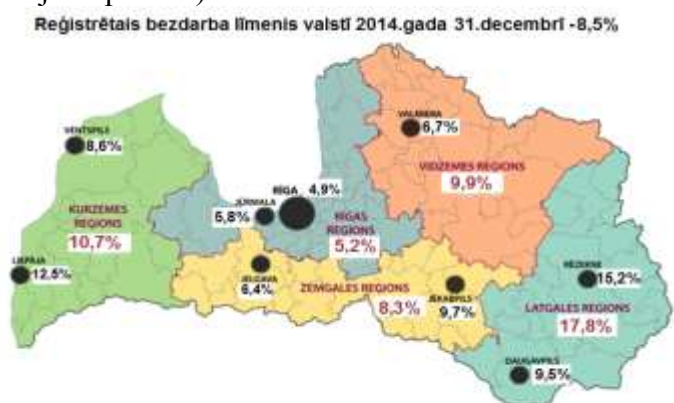 Reģistrētais bezdarba līmenis valstī 2014.gada 31.decembrī -8,5%
VALMIERA
6,7%
VENTSPILS
8,6%
VIDZEMES REGIONS
9,9%
RĪGA 4,9%
JŪRMALA
5,8%
KURZEMES
REGIONS
10,7%
RĪGAS
REGIONS
5,2%
LIEPĀJA
12,5%
RĒZEKNE
15,2%
JELGAVA
6,4%
ZEMGALES REGIONS
8,3%
JĒKABPILS
9,7%
LATGALES REGIONS
17,8%
DAUGAVPILS
9,5%